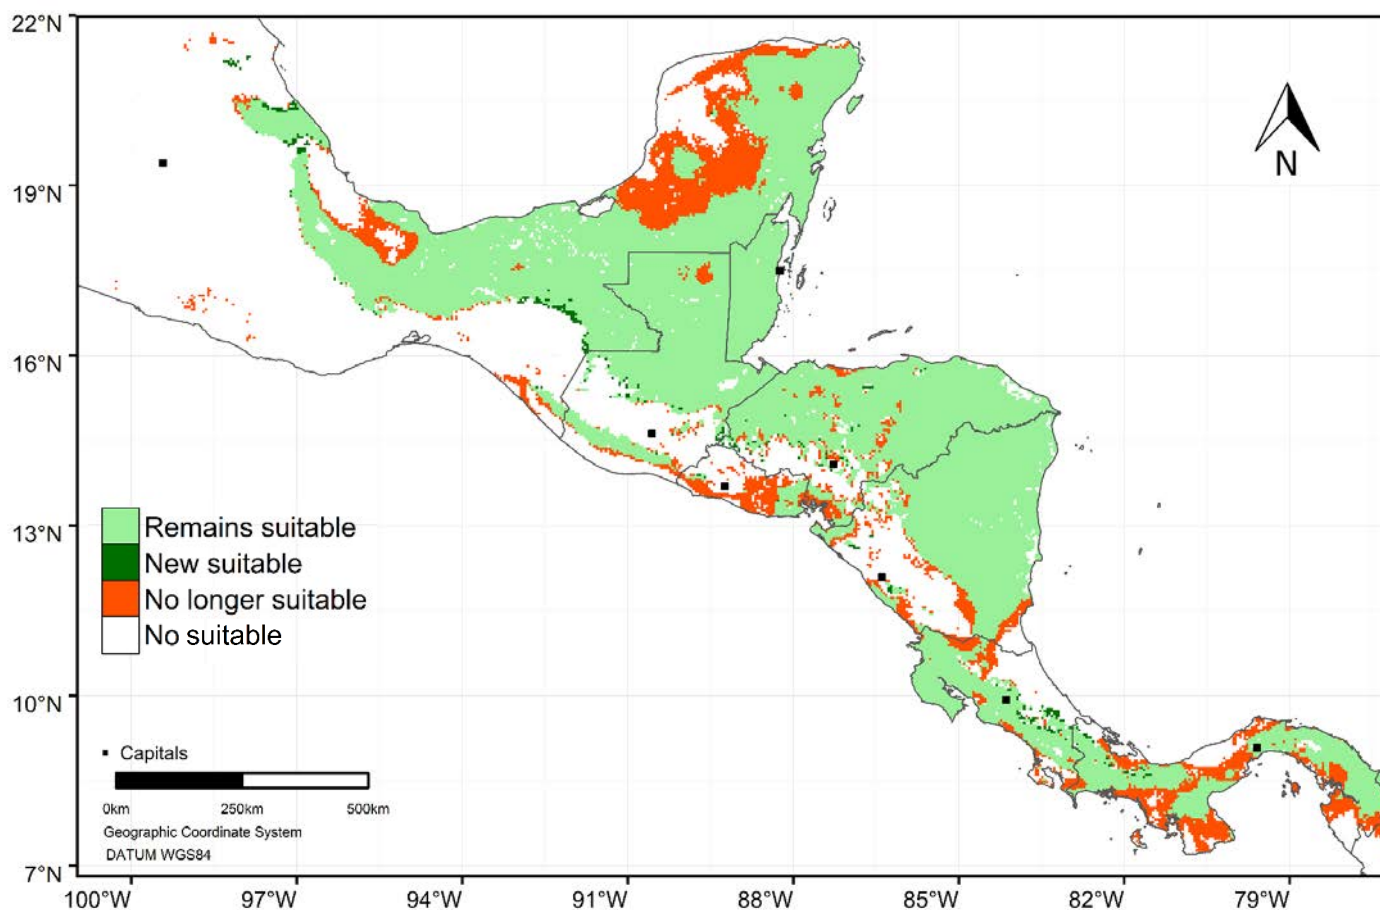 22°N
19°N
16°N
13°N
10°N
7°N
N
Remains suitable
New suitable
No longer suitable
No suitable
Capitals
0km 250km 500km
Geographic Coordinate System
DATUM WGS84
100°W 97°W 94°W 91°W 88°W 85°W 82°W 79°W